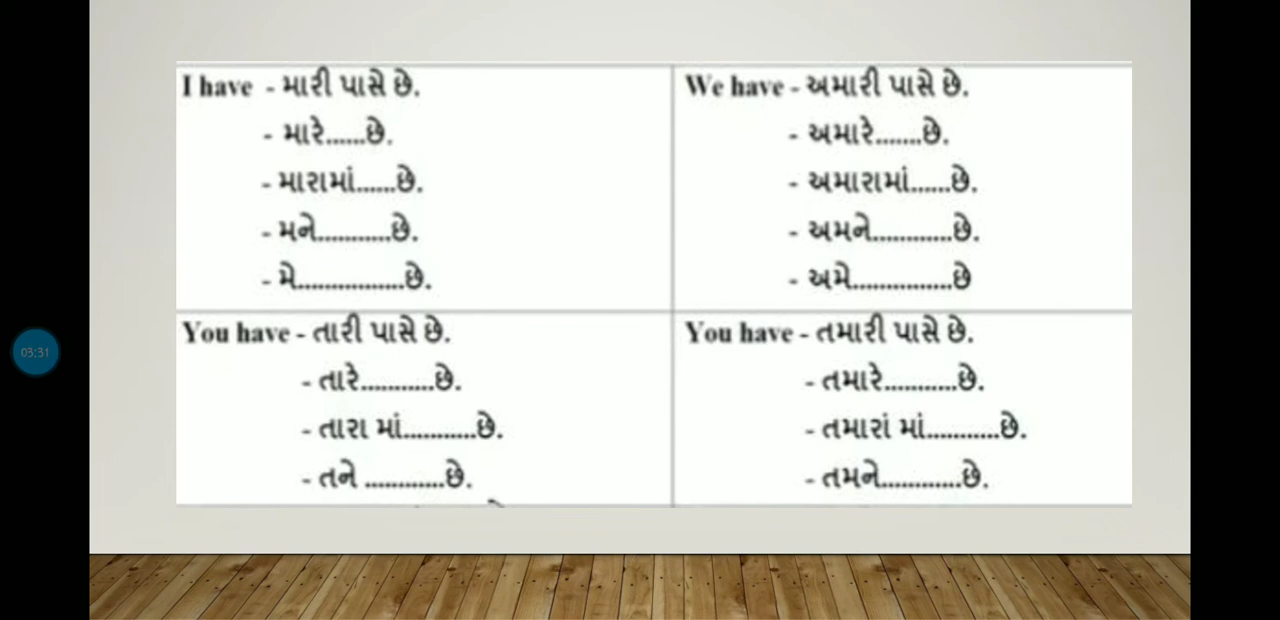 I have - મારી પાસે છે.
- મારે......છે.
- મારામાં......છે.
- મને...........છે.
- મે................છે.
We have - અમારી પાસે છે.
- અમારે.......છે.
- અમારામાં......છે.
- અમને............છે.
- અમે...............છે
You have - તારી પાસે છે.
- તારે...........છે.
- તારા માં...........છે.
- તને ............છે.
You have - તમારી પાસે છે.
- તમારે...........છે.
- તમારાં માં...........છે.
- તમને............છે.
03:31